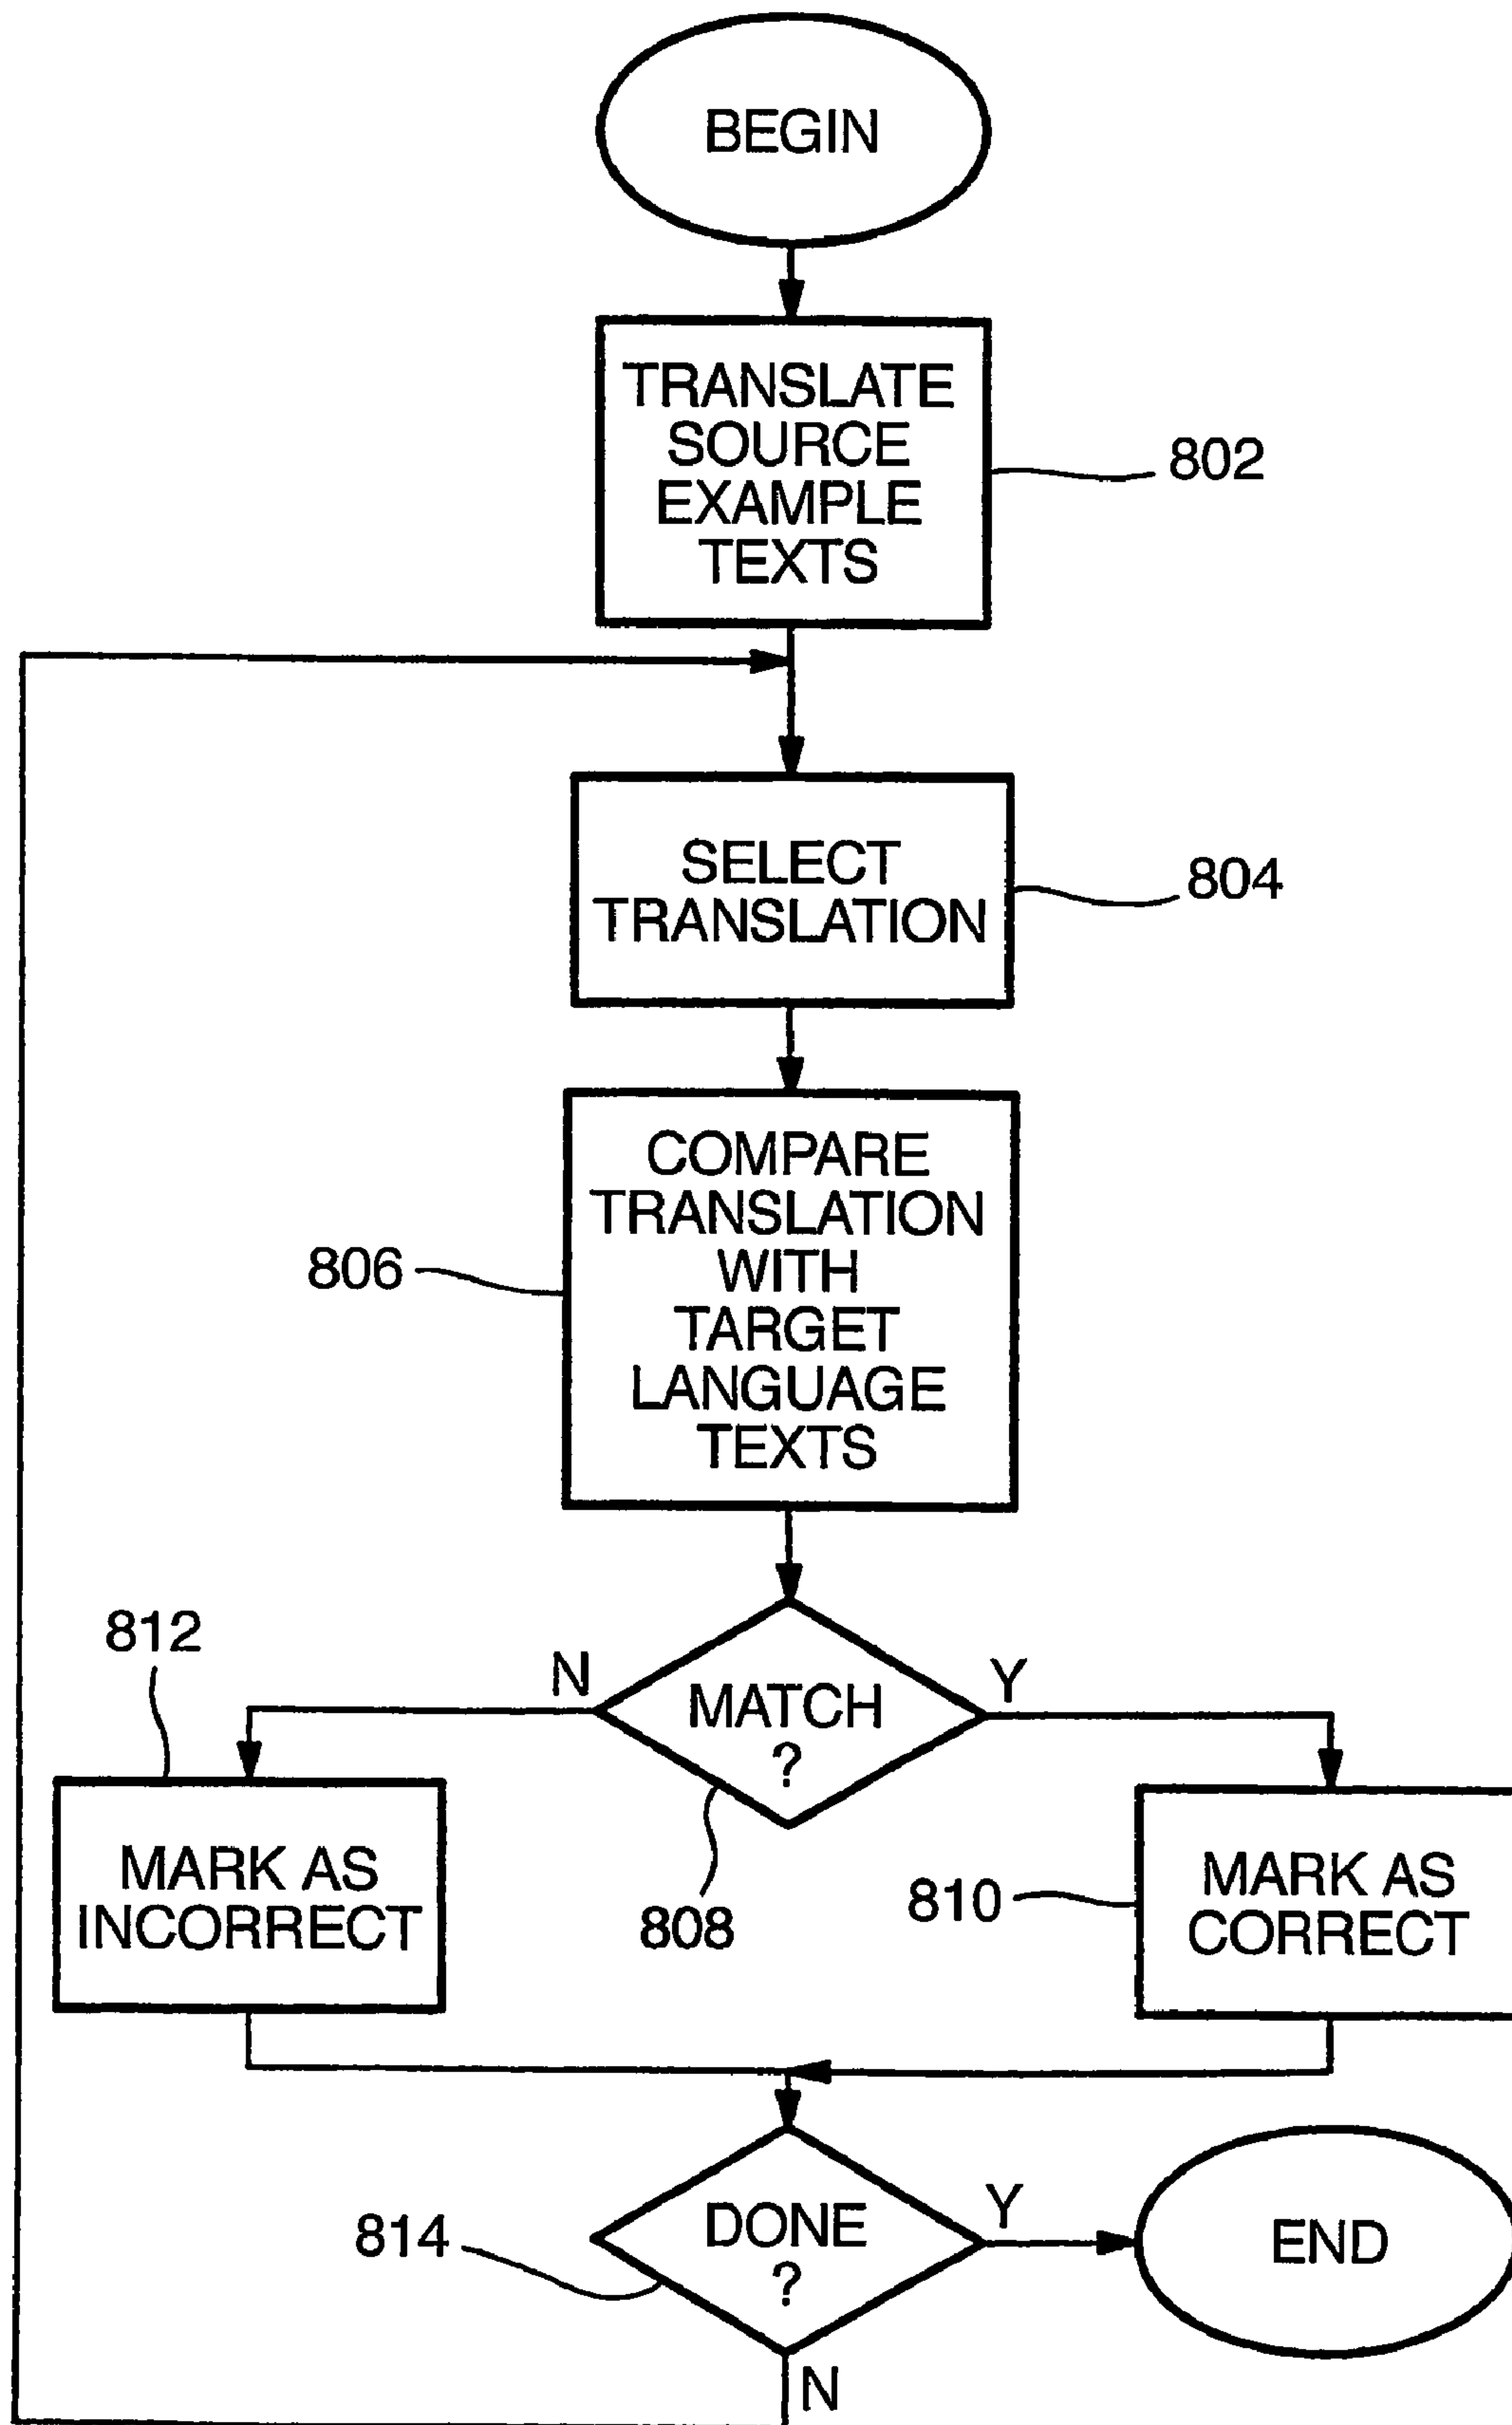 BEGIN
TRANSLATE
SOURCE
EXAMPLE
TEXTS
802
SELECT
TRANSLATION
804
COMPARE
TRANSLATION
WITH
TARGET
LANGUAGE
TEXTS
806
812
N
MATCH
?
Y
808
MARK AS
INCORRECT
810
MARK AS
CORRECT
814
DONE
?
Y
END
N